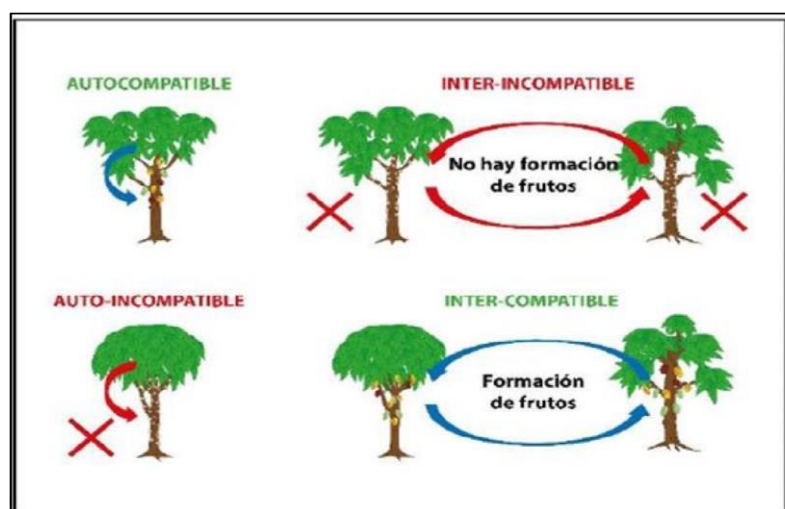 AUTOCOMPATIBLE
INTER-INCOMPATIBLE
No hay formación
de frutos
AUTO-INCOMPATIBLE
INTER-COMPATIBLE
Formación
de frutos